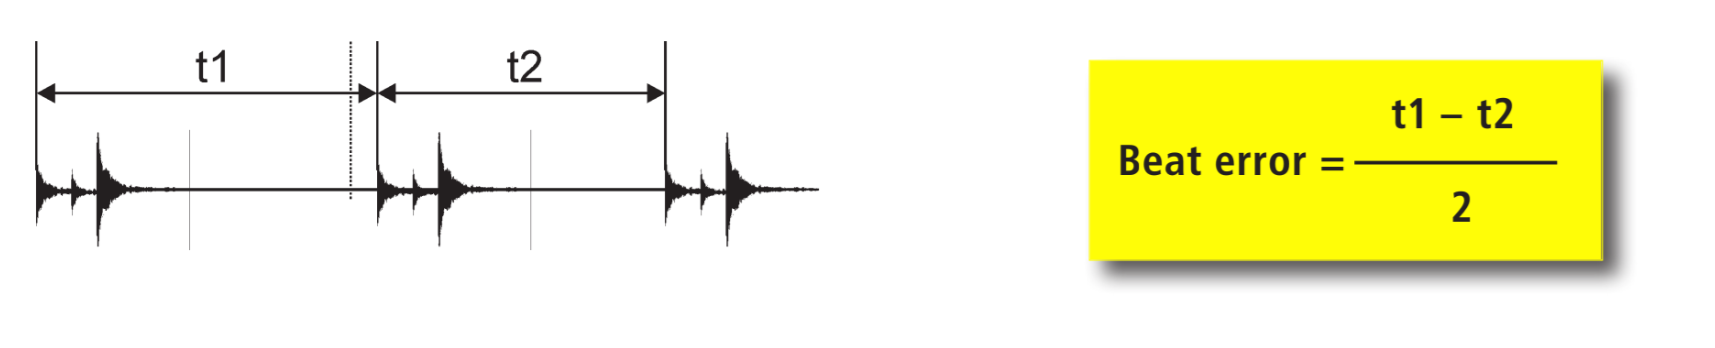 t1
t2
t1 – t2
Beat error =
2